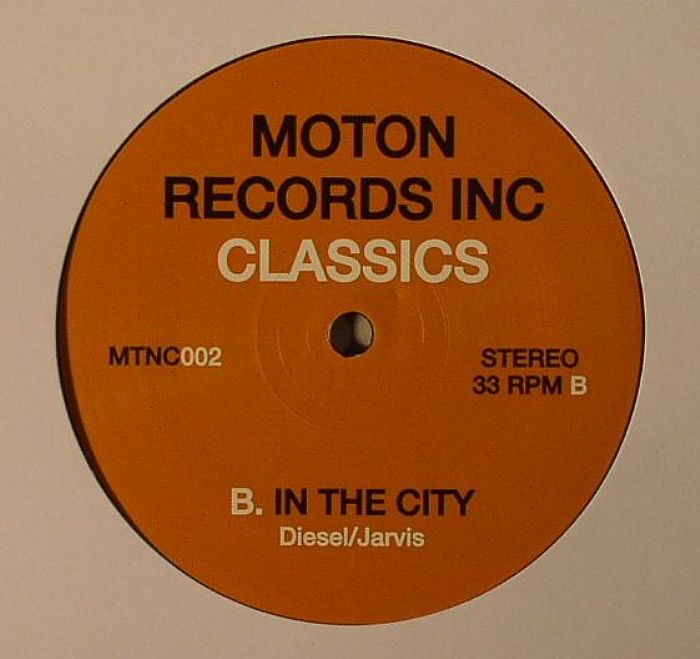 MOTON
RECORDS INC
CLASSICS
MTNC002
STEREO
33 RPM B
B. IN THE CITY
Diesel/Jarvis